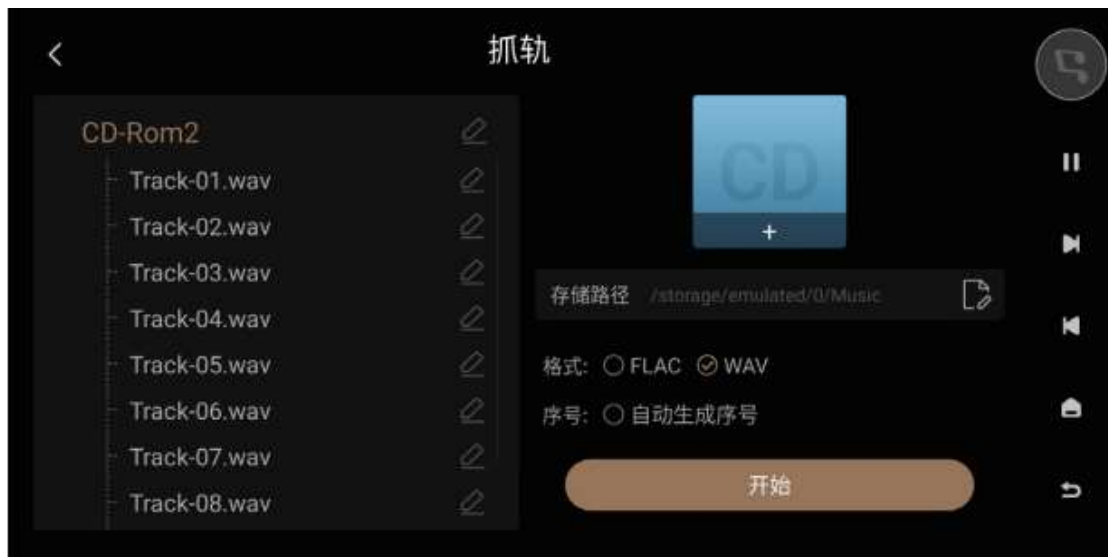 抓轨
CD-Rom2
Track-01.wav
Track-02.wav
Track-03.wav
Track-04.wav
Track-05.wav
Track-06.wav
Track-07.wav
Track-08.wav
CD
+
存储路径 /storage/emulated/0/Music
格式: FLAC WAV
序号: 自动生成序号
开始